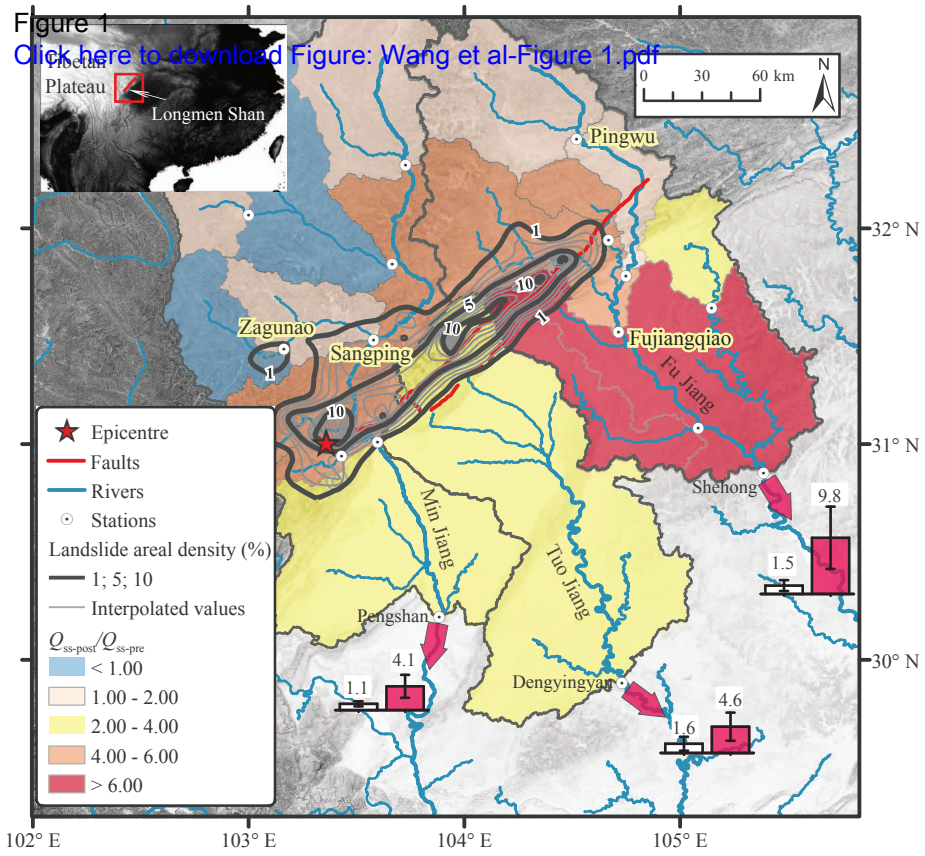 Figure 1
Click here to download Figure: Wang et al-Figure 1.pdf
Tibetan
Plateau
Longmen Shan
0 30 60 km
N
Pingwu
32° N
1
10
5
10
1
Zagunao
Sangping
Fujiangqiao
1
Fu Jiang
10
31° N
Epicentre
Faults
Rivers
Stations
Landslide areal density (%)
1; 5; 10
Interpolated values
Qss-post/Qss-pre
< 1.00
1.00 - 2.00
2.00 - 4.00
4.00 - 6.00
> 6.00
Shehong
9.8
1.5
Min Jiang
Tuo Jiang
Pengshan
30° N
4.1
1.1
Dengyingyan
4.6
1.6
102° E
103° E
104° E
105° E